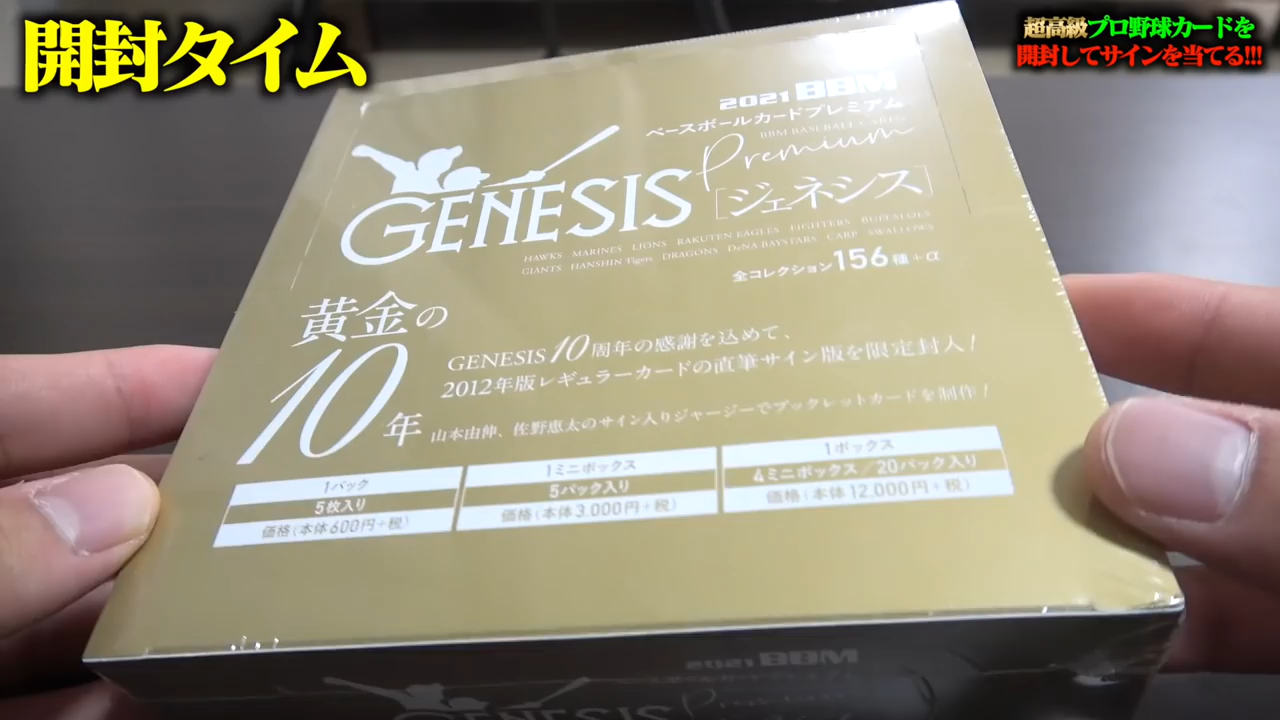 開封タイム
超高級プロ野球カードを
開封してサインを当てる!!!
2021 BBM
ベースボールカードプレミアム
BBM BASEBALL CARDS
Premium
GENESIS
[ジェネシス]
HAWKS MARINES LIONS RAKUTEN EAGLES FIGHTERS BUFFALOES
GIANTS HANSHIN Tigers DRAGONS DeNA BAYSTARS CARP SWALLOWS
全コレクション156種+α
黄金の
10年
GENESIS 10周年の感謝を込めて、
2012年版レギュラーカードの直筆サイン版を限定封入!
山本由伸、佐野恵太のサイン入りジャージーでブックレットカードを制作!
1パック
5枚入り
価格(本体600円+税)
1ミニボックス
5パック入り
価格(本体3,000円+税)
1ボックス
4ミニボックス/20パック入り
価格(本体12,000円+税)
2021 BBM
GENESIS
Premium